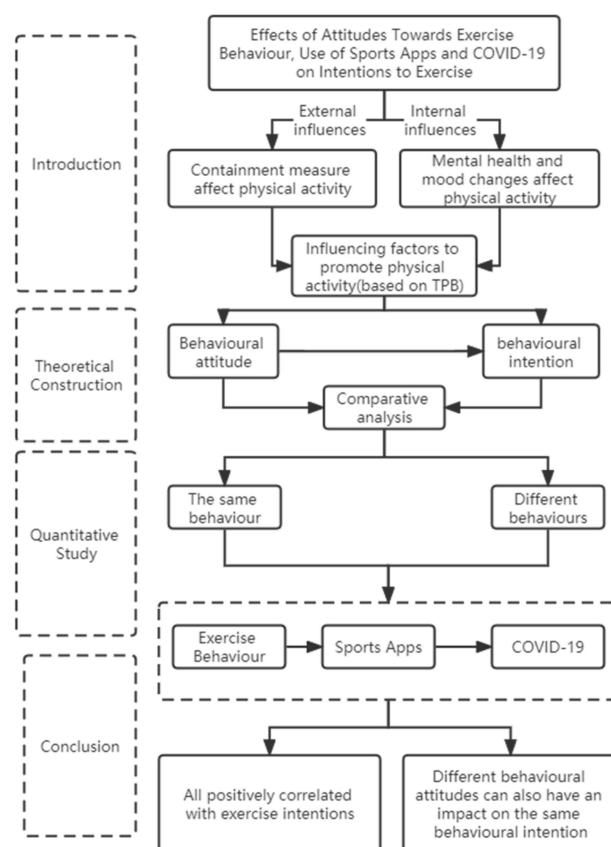 Effects of Attitudes Towards Exercise
Behaviour, Use of Sports Apps and COVID-19
on Intentions to Exercise
External
influences
Internal
influences
Introduction
Containment measure
affect physical activity
Mental health and
mood changes affect
physical activity
Influencing factors to
promote physical
activity(based on TPB)
Theoretical
Construction
Behavioural
attitude
behavioural
intention
Comparative
analysis
Quantitative
Study
The same
behaviour
Different
behaviours
Exercise
Behaviour
Sports Apps
COVID-19
Conclusion
All positively correlated
with exercise intentions
Different behavioural
attitudes can also have an
impact on the same
behavioural intention